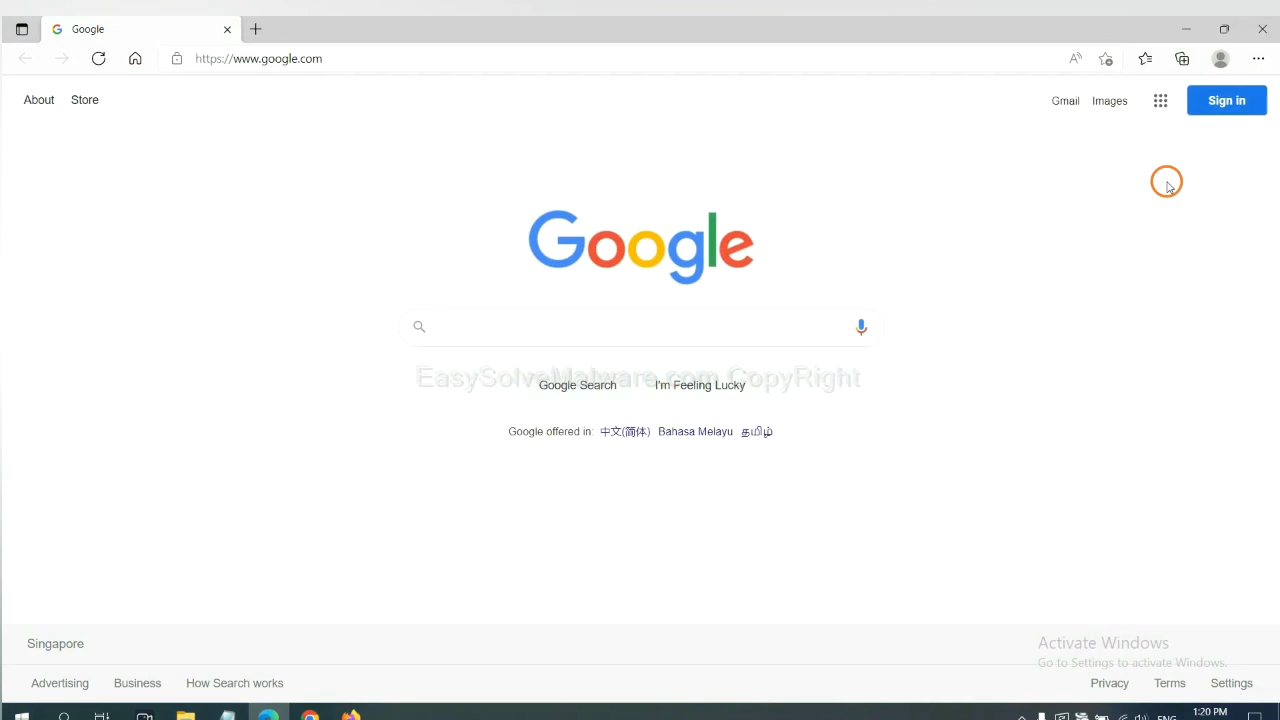 Google
https://www.google.com
About Store
Gmail Images Sign in
Google
EasySolveMalware.com CopyRight
Google Search I'm Feeling Lucky
Google offered in: 中文(简体) Bahasa Melayu தமிழ்
Singapore
Activate Windows
Go to Settings to activate Windows.
Advertising Business How Search works
Privacy Terms Settings
1:20 PM
ENG